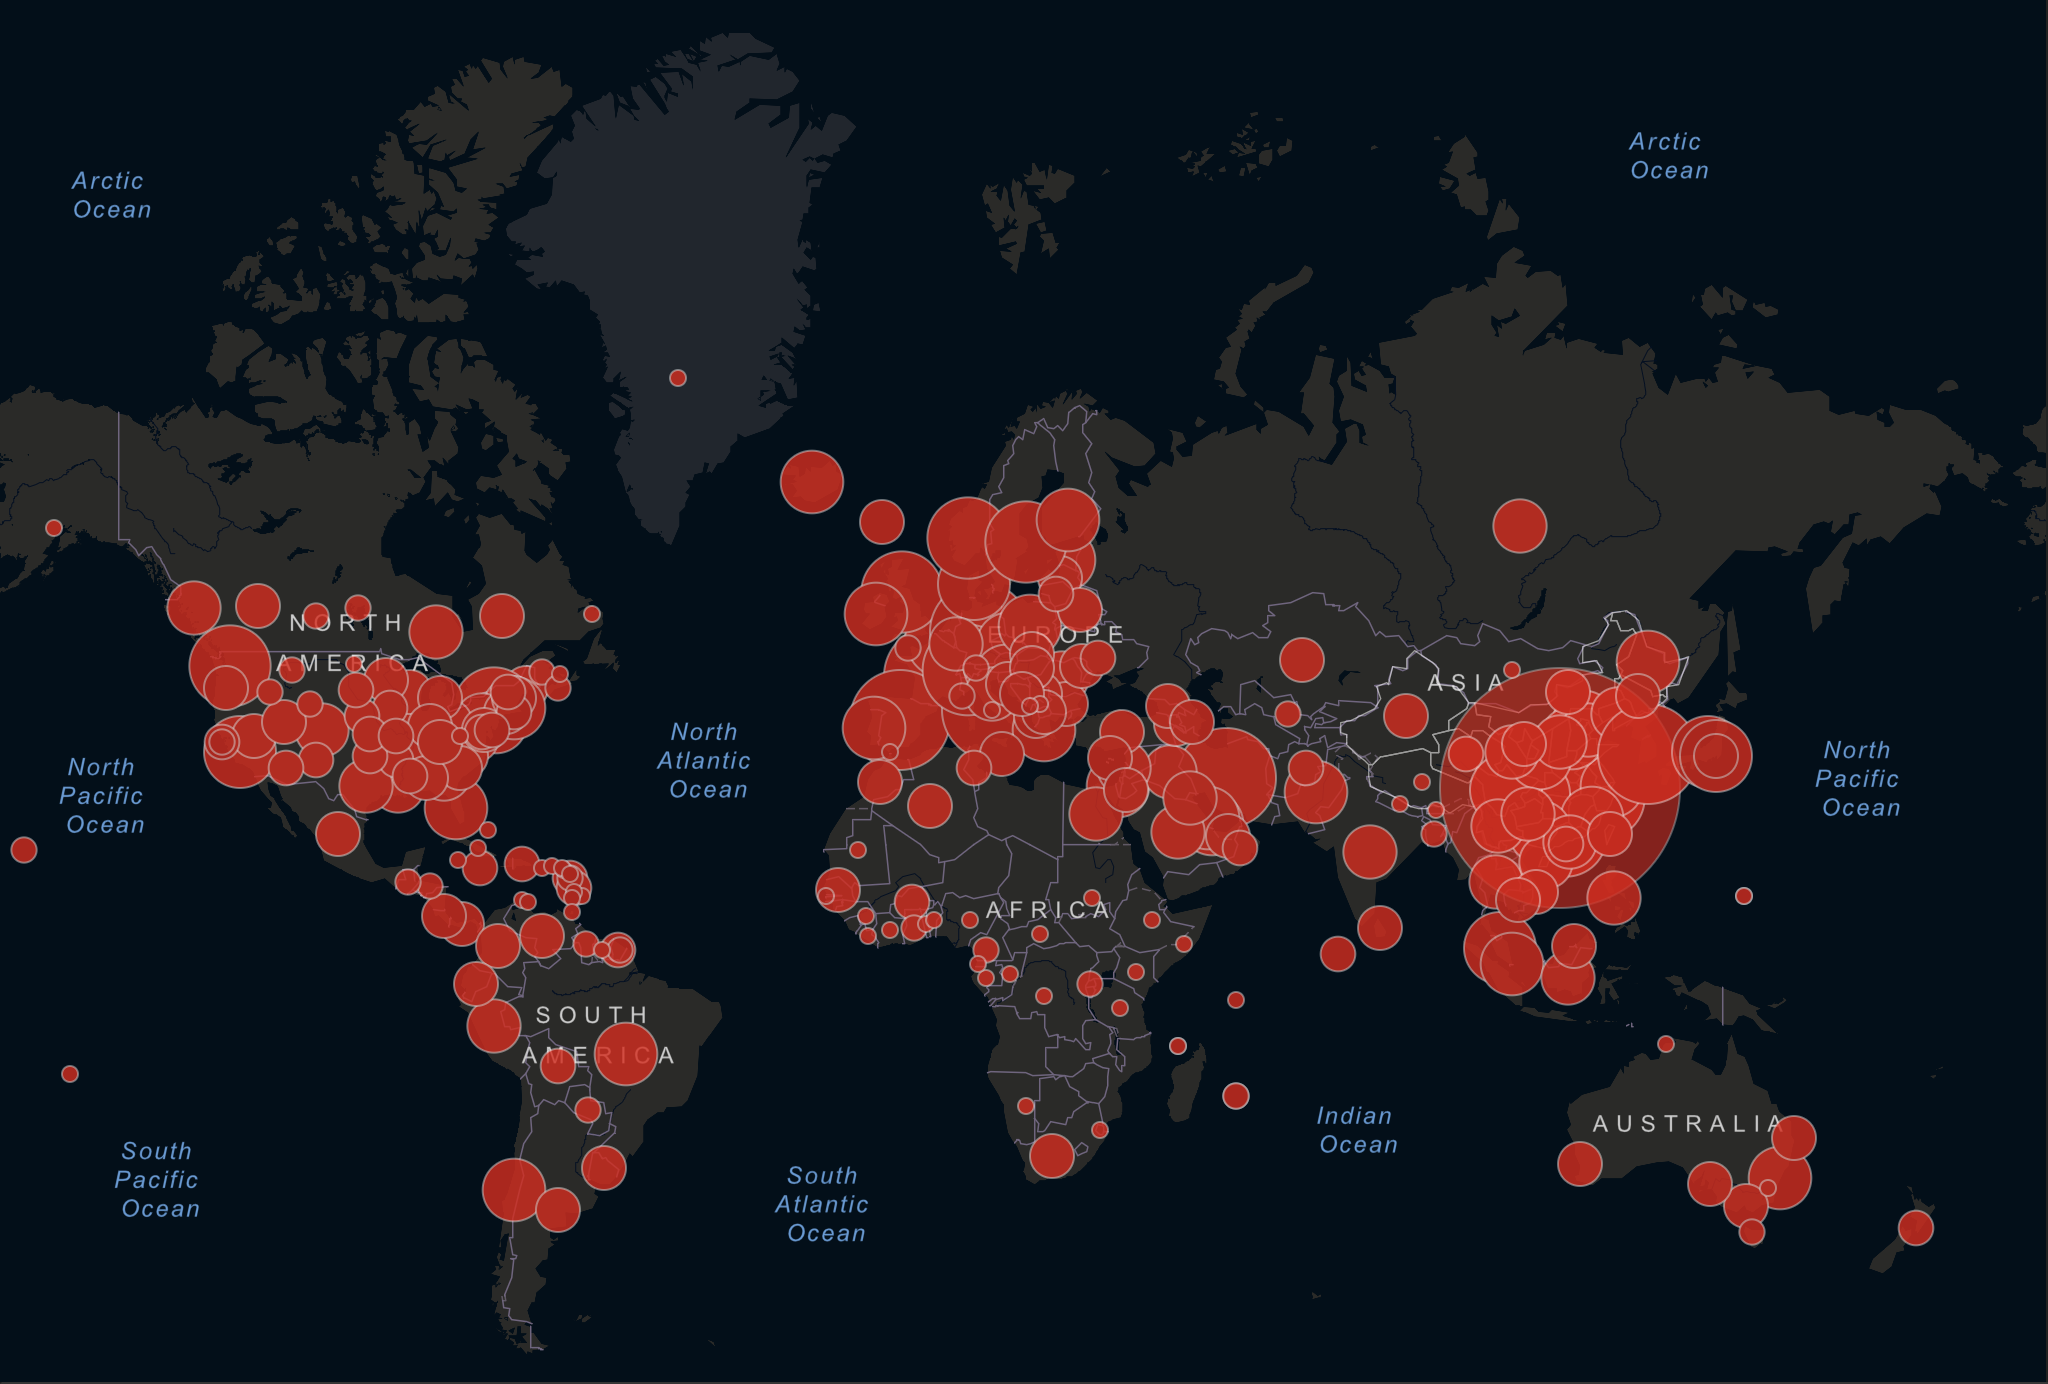 Arctic
Ocean
Arctic
Ocean
NORTH
AMERICA
EUROPE
ASIA
North
Atlantic
Ocean
North
Pacific
Ocean
North
Pacific
Ocean
AFRICA
SOUTH
AMERICA
Indian
Ocean
AUSTRALIA
South
Pacific
Ocean
South
Atlantic
Ocean